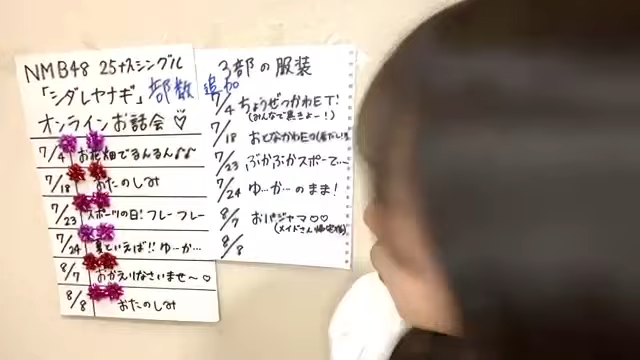 NMB48 25thシングル
「シダレヤナギ」部数追加
オンラインお話会♡
7/4 お花畑でるんるん♪♪
7/18 おたのしみ
7/23 スポーツの日!フレーフレー
7/24 夏といえば!!ゆ…か…
8/7 おかえりなさいませ〜♡
8/8 おたのしみ
3部の服装
7/4 ちょうぜつかわET!
(みんなで着きよー!)
7/18 おとなかわ
7/23 ぶかぶかスポーて…
7/24 ゆ…か…のまま!
8/7 おパジャマ♡♡
(メイドさん
8/8